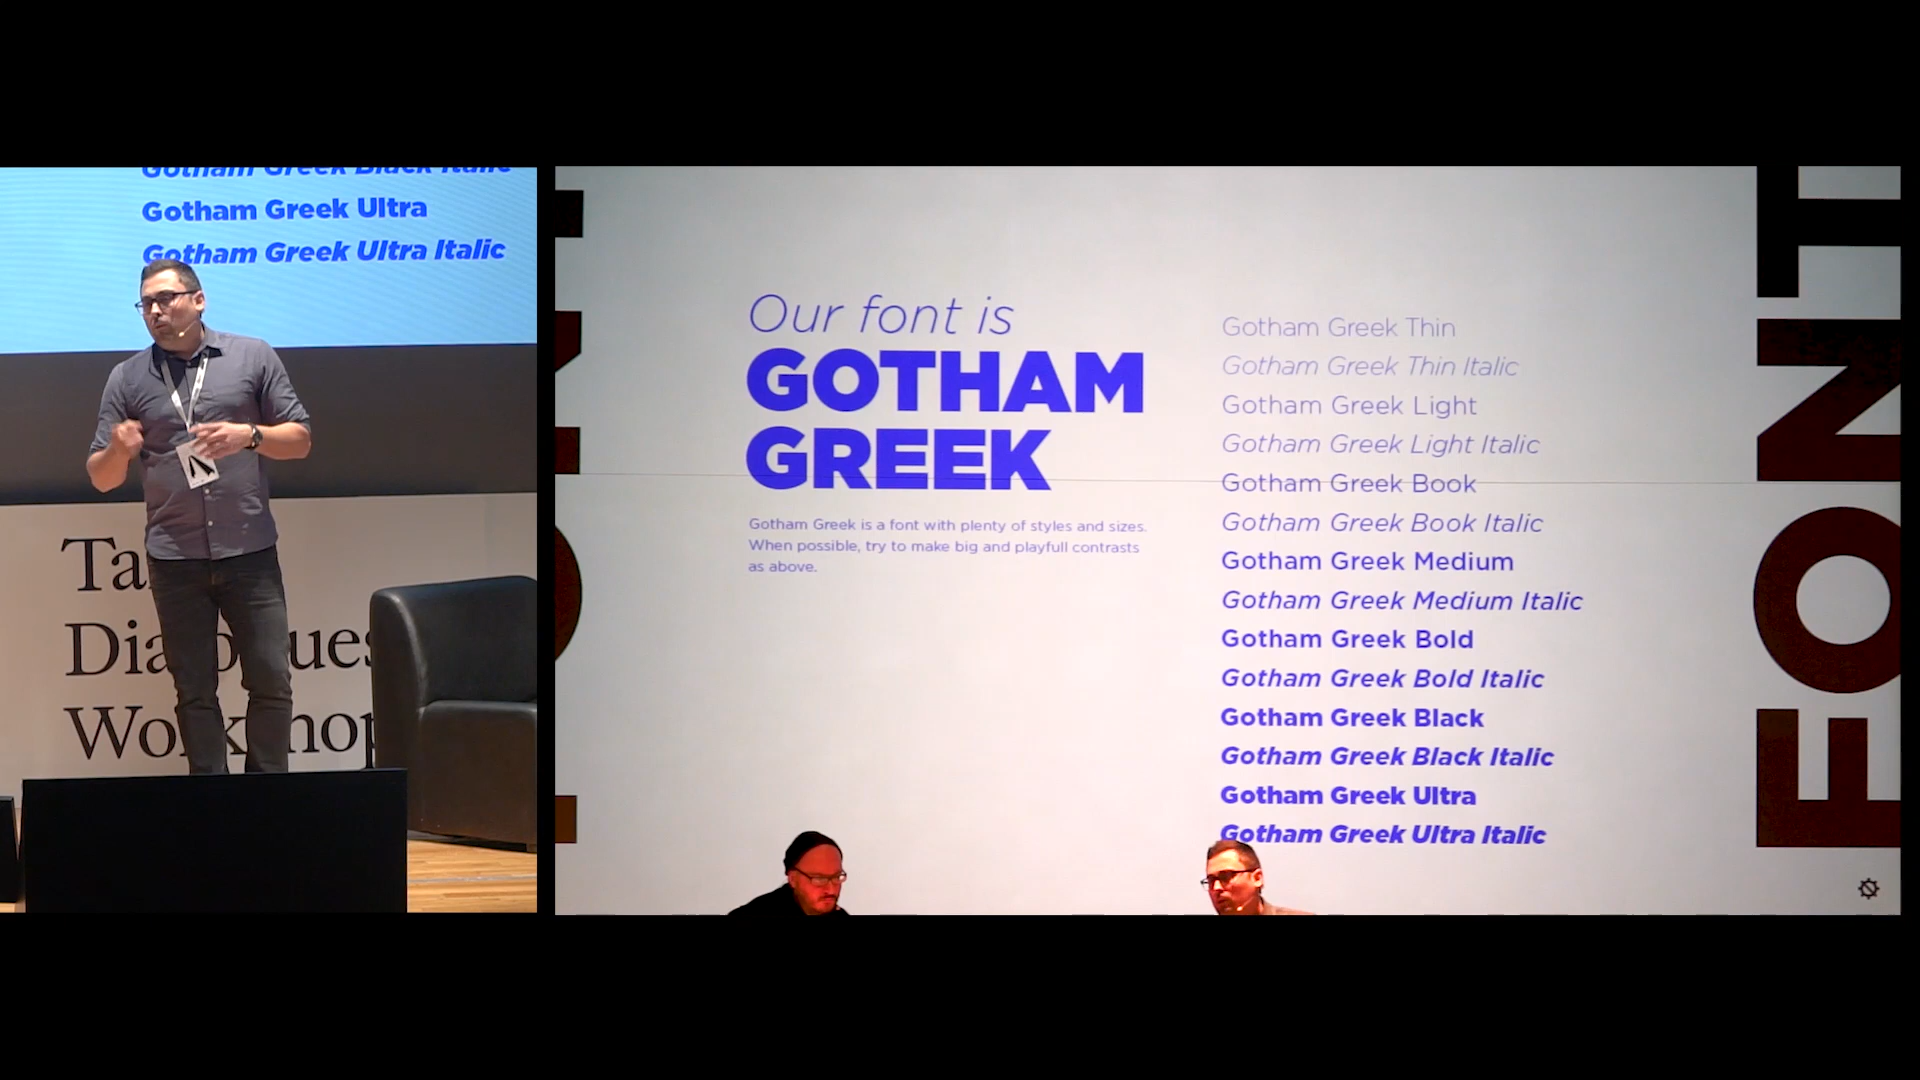 Gotham Greek Black Italic
Gotham Greek Ultra
Gotham Greek Ultra Italic
Our font is
GOTHAM
GREEK
Gotham Greek is a font with plenty of styles and sizes.
When possible, try to make big and playfull contrasts
as above.
Gotham Greek Thin
Gotham Greek Thin Italic
Gotham Greek Light
Gotham Greek Light Italic
Gotham Greek Book
Gotham Greek Book Italic
Gotham Greek Medium
Gotham Greek Medium Italic
Gotham Greek Bold
Gotham Greek Bold Italic
Gotham Greek Black
Gotham Greek Black Italic
Gotham Greek Ultra
Gotham Greek Ultra Italic
FONT